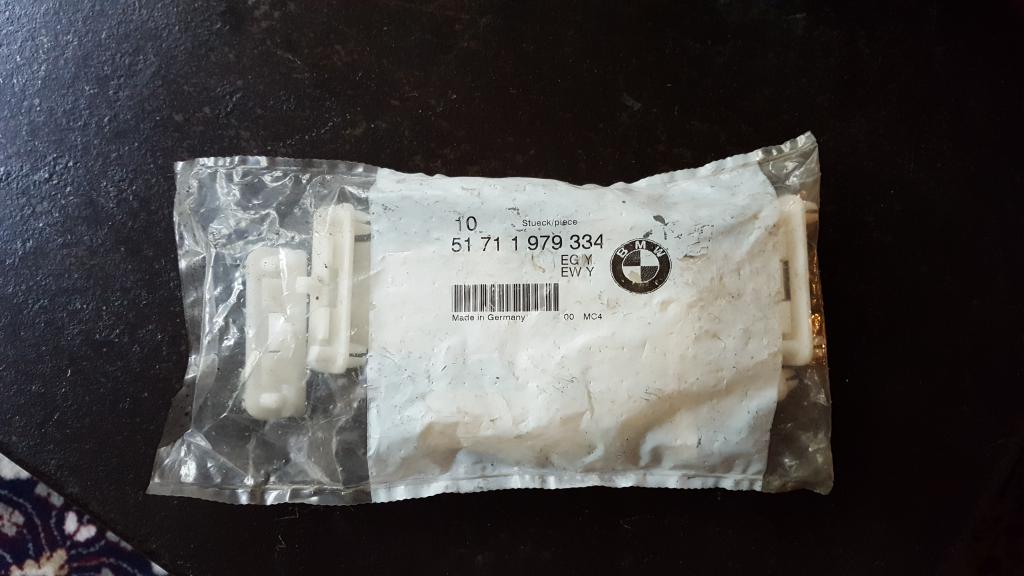 10 Stueck/piece
51 71 1 979 334
EG Y
EW Y
BMW
Made in Germany 00 MC4